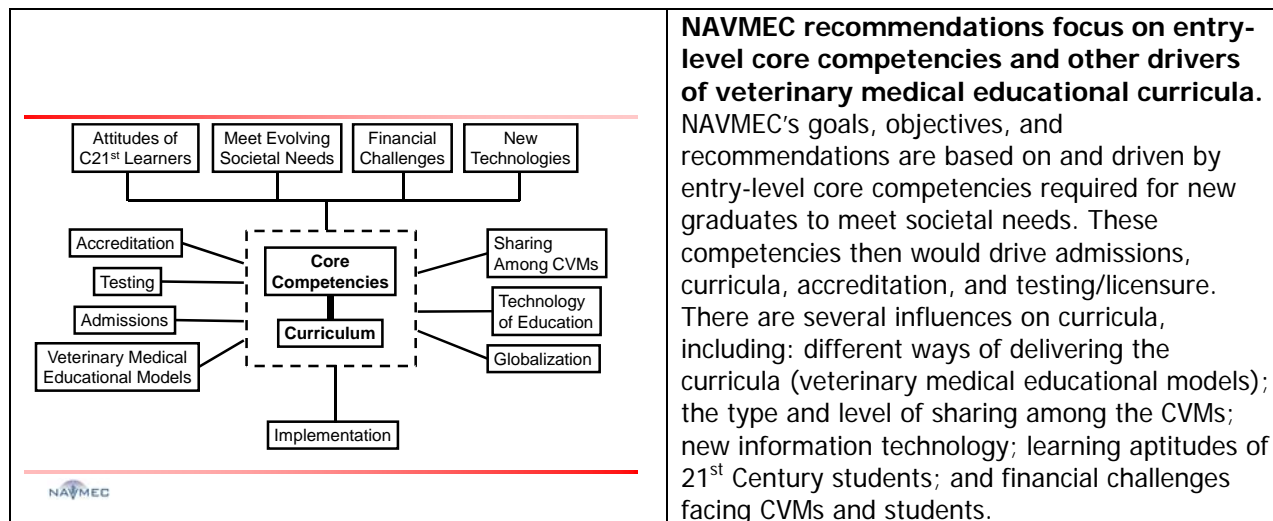 Attitudes of
C21st Learners
Meet Evolving
Societal Needs
Financial
Challenges
New
Technologies
Accreditation
Testing
Admissions
Veterinary Medical
Educational Models
Core
Competencies
Curriculum
Sharing
Among CVMs
Technology
of Education
Globalization
Implementation
NAVMEC
NAVMEC recommendations focus on entry-
level core competencies and other drivers
of veterinary medical educational curricula.
NAVMEC's goals, objectives, and
recommendations are based on and driven by
entry-level core competencies required for new
graduates to meet societal needs. These
competencies then would drive admissions,
curricula, accreditation, and testing/licensure.
There are several influences on curricula,
including: different ways of delivering the
curricula (veterinary medical educational models);
the type and level of sharing among the CVMs;
new information technology; learning aptitudes of
21st Century students; and financial challenges
facing CVMs and students.